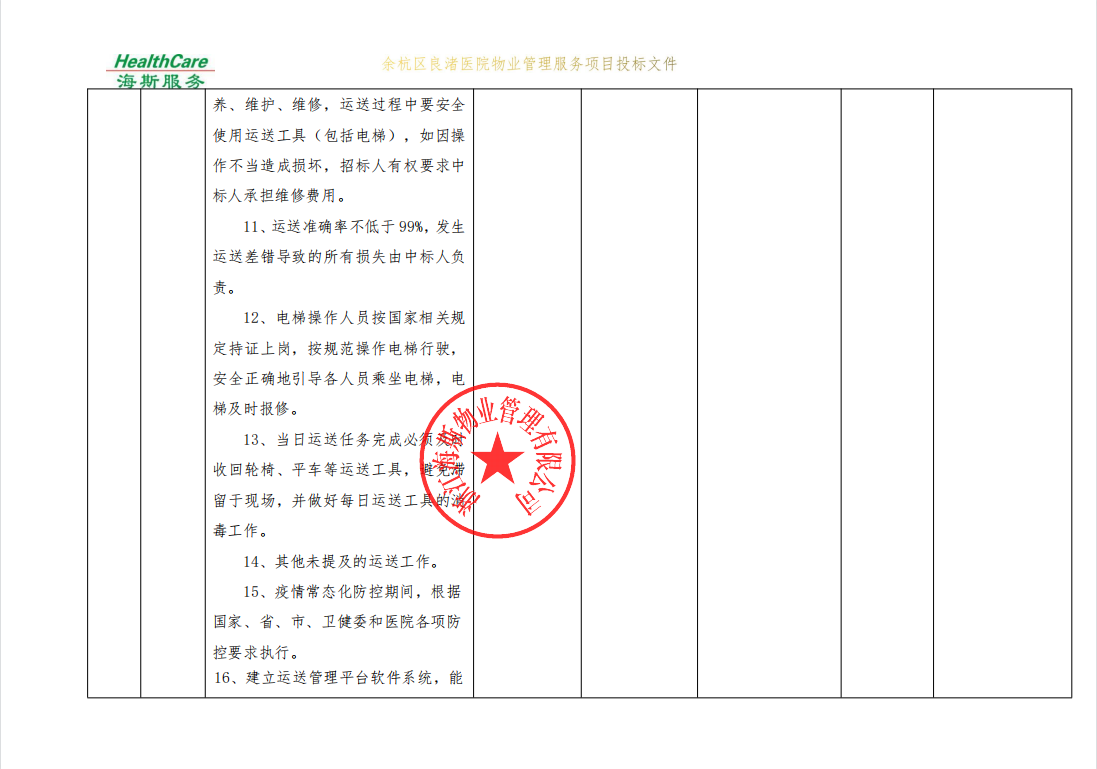 HealthCare
海斯服务
余杭区良渚医院物业管理服务项目投标文件
养、维护、维修，运送过程中要安全
使用运送工具（包括电梯），如因操
作不当造成损坏，招标人有权要求中
标人承担维修费用。
11、运送准确率不低于 99%，发生
运送差错导致的所有损失由中标人负
责。
12、电梯操作人员按国家相关规
定持证上岗，按规范操作电梯行驶，
安全正确地引导各人员乘坐电梯，电
梯及时报修。
13、当日运送任务完成必须
收回轮椅、平车等运送工具，避免滞
留于现场，并做好每日运送工具的消
毒工作。
14、其他未提及的运送工作。
15、疫情常态化防控期间，根据
国家、省、市、卫健委和医院各项防
控要求执行。
16、建立运送管理平台软件系统，能
浙江海斯物业管理有限公司